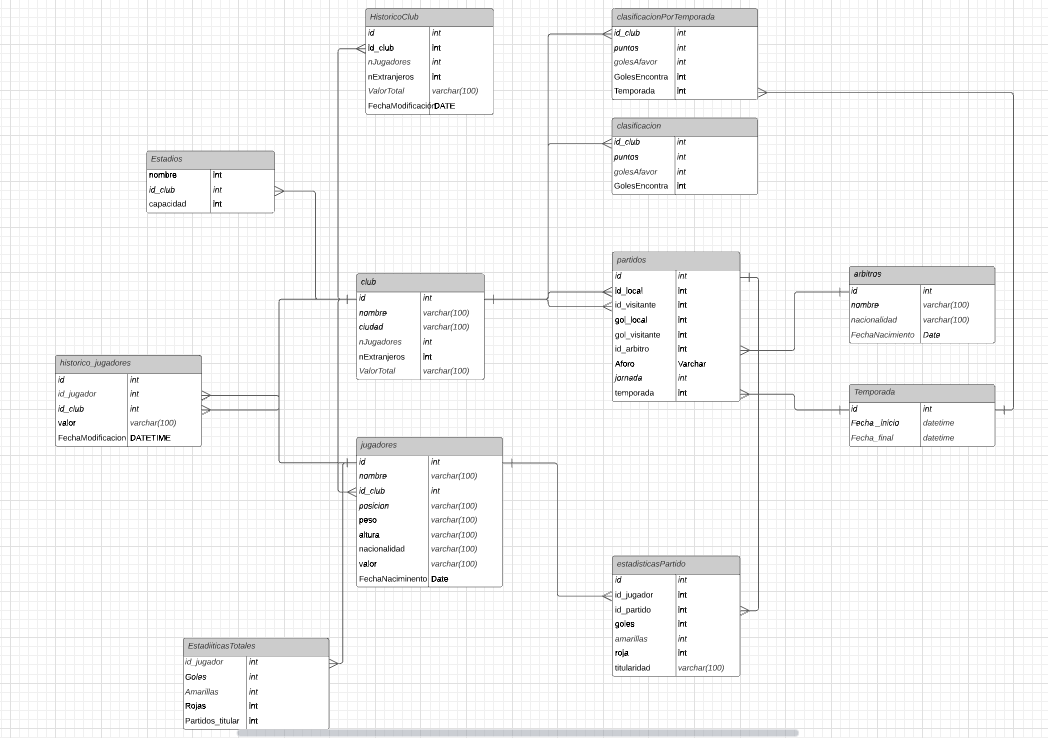 HistoricoClub
id int
id_club int
nJugadores int
nExtranjeros int
ValorTotal varchar(100)
FechaModificación DATE
clasificacionPorTemporada
id_club int
puntos int
golesAfavor int
GolesEncontra int
Temporada int
clasificacion
id_club int
puntos int
golesAfavor int
GolesEncontra int
Estadios
nombre int
id_club int
capacidad int
club
id int
nombre varchar(100)
ciudad varchar(100)
nJugadores int
nExtranjeros int
ValorTotal varchar(100)
partidos
id int
id_local int
id_visitante int
gol_local int
gol_visitante int
id_arbitro int
Aforo Varchar
jornada int
temporada int
arbitros
id int
nombre varchar(100)
nacionalidad varchar(100)
FechaNacimiento Date
historico_jugadores
id int
id_jugador int
id_club int
valor varchar(100)
FechaModificacion DATETIME
Temporada
id int
Fecha_inicio datetime
Fecha_final datetime
jugadores
id int
nombre varchar(100)
id_club int
posicion varchar(100)
peso varchar(100)
altura varchar(100)
nacionalidad varchar(100)
valor varchar(100)
FechaNacinimento Date
estadisticasPartido
id int
id_jugador int
id_partido int
goles int
amarillas int
roja int
titularidad varchar(100)
EstadiiticasTotales
id_jugador int
Goles int
Amarillas int
Rojas int
Partidos_titular int